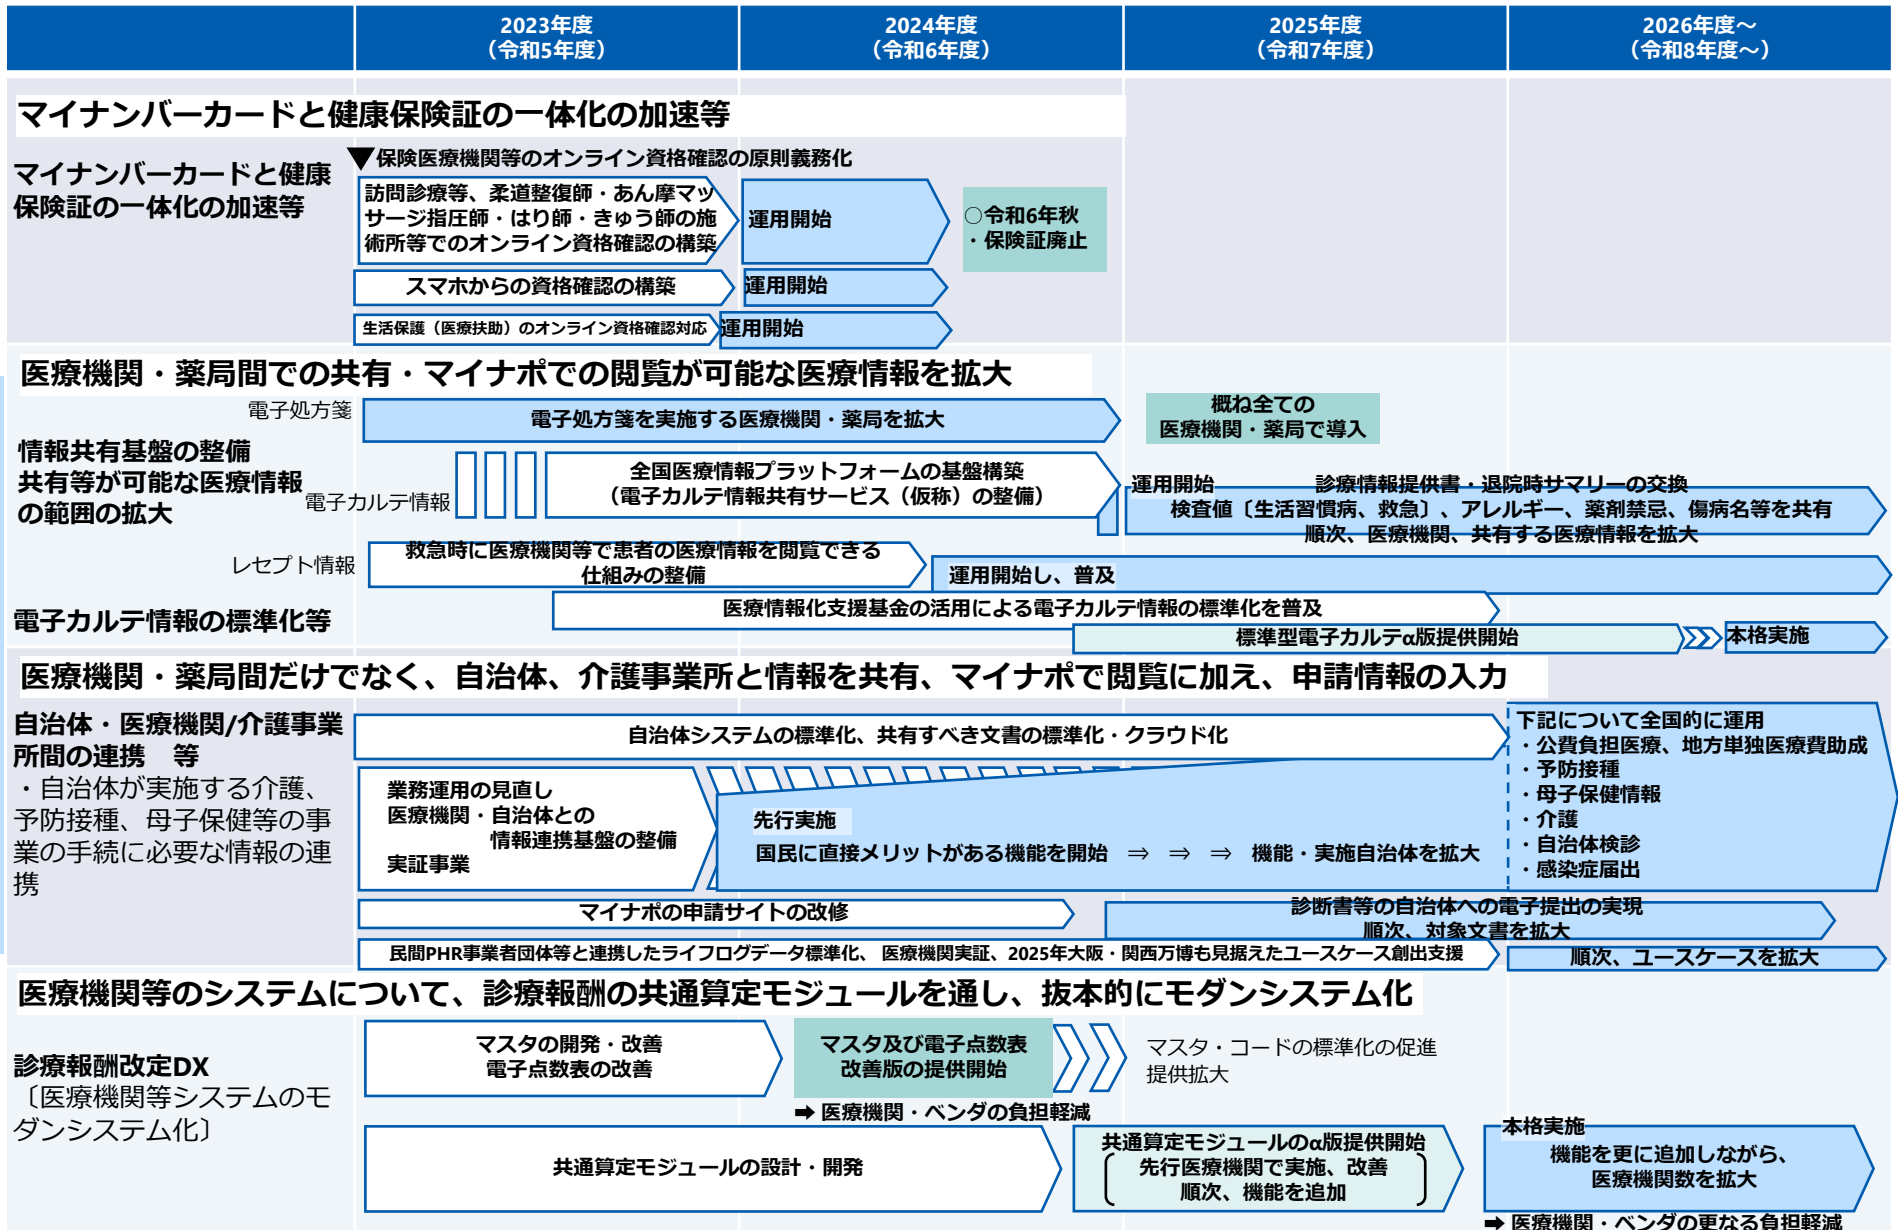 2023年度
（令和5年度）
2024年度
（令和6年度）
2025年度
（令和7年度）
2026年度～
（令和8年度～）
マイナンバーカードと健康保険証の一体化の加速等
マイナンバーカードと健康
保険証の一体化の加速等
▼保険医療機関等のオンライン資格確認の原則義務化
訪問診療等、柔道整復師・あん摩マッ
サージ指圧師・はり師・きゅう師の施
術所等でのオンライン資格確認の構築
運用開始
○令和6年秋
・保険証廃止
スマホからの資格確認の構築
運用開始
生活保護（医療扶助）のオンライン資格確認対応
運用開始
医療機関・薬局間での共有・マイナポでの閲覧が可能な医療情報を拡大
電子処方箋
電子処方箋を実施する医療機関・薬局を拡大
概ね全ての
医療機関・薬局で導入
情報共有基盤の整備
共有等が可能な医療情報
の範囲の拡大
電子カルテ情報
全国医療情報プラットフォームの基盤構築
（電子カルテ情報共有サービス（仮称）の整備）
運用開始
診療情報提供書・退院時サマリーの交換
検査値〔生活習慣病、救急〕、アレルギー、薬剤禁忌、傷病名等を共有
順次、医療機関、共有する医療情報を拡大
レセプト情報
救急時に医療機関等で患者の医療情報を閲覧できる
仕組みの整備
運用開始し、普及
電子カルテ情報の標準化等
医療情報化支援基金の活用による電子カルテ情報の標準化を普及
標準型電子カルテα版提供開始
本格実施
医療機関・薬局間だけでなく、自治体、介護事業所と情報を共有、マイナポで閲覧に加え、申請情報の入力
自治体・医療機関/介護事業
所間の連携　等
・自治体が実施する介護、
予防接種、母子保健等の事
業の手続に必要な情報の連
携
自治体システムの標準化、共有すべき文書の標準化・クラウド化
業務運用の見直し
医療機関・自治体との
情報連携基盤の整備
実証事業
先行実施
国民に直接メリットがある機能を開始　⇒　⇒　⇒　機能・実施自治体を拡大
下記について全国的に運用
・公費負担医療、地方単独医療費助成
・予防接種
・母子保健情報
・介護
・自治体検診
・感染症届出
マイナポの申請サイトの改修
診断書等の自治体への電子提出の実現
順次、対象文書を拡大
民間PHR事業者団体等と連携したライフログデータ標準化、 医療機関実証、2025年大阪・関西万博も見据えたユースケース創出支援
順次、ユースケースを拡大
医療機関等のシステムについて、診療報酬の共通算定モジュールを通し、抜本的にモダンシステム化
診療報酬改定DX
〔医療機関等システムのモ
ダンシステム化〕
マスタの開発・改善
電子点数表の改善
マスタ及び電子点数表
改善版の提供開始
マスタ・コードの標準化の促進
提供拡大
➡ 医療機関・ベンダの負担軽減
共通算定モジュールの設計・開発
共通算定モジュールのα版提供開始
先行医療機関で実施、改善
順次、機能を追加
本格実施
機能を更に追加しながら、
医療機関数を拡大
➡ 医療機関・ベンダの更なる負担軽減